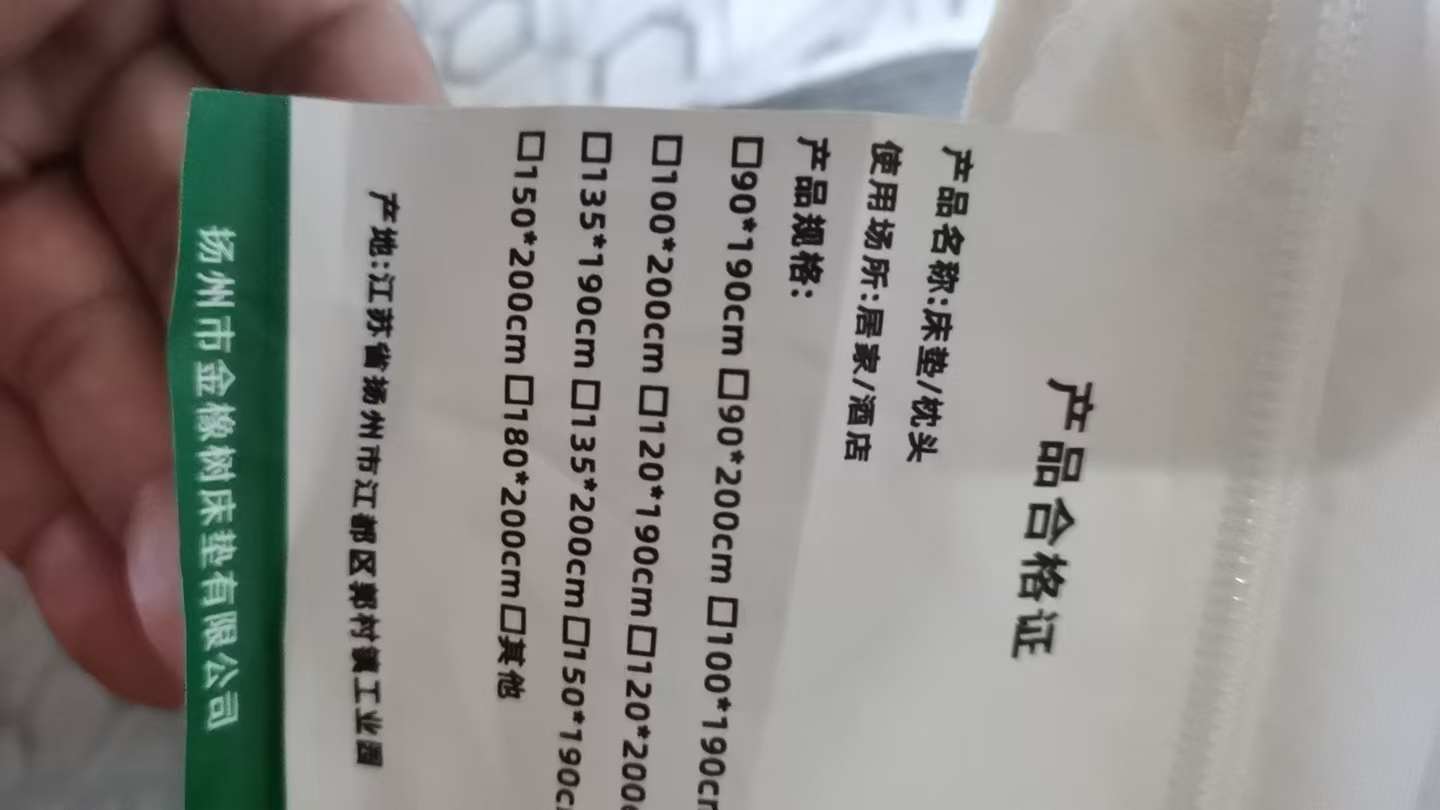 产品合格证
产品名称:床垫/枕头
使用场所:居家/酒店
产品规格:
□90*190cm □90*200cm □100*190cm
□100*200cm □120*190cm □120*200c
□135*190cm □135*200cm □150*190c
□150*200cm □180*200cm □其他
产地:江苏省扬州市江都区郭村镇工业园
扬州市金橡树床垫有限公司